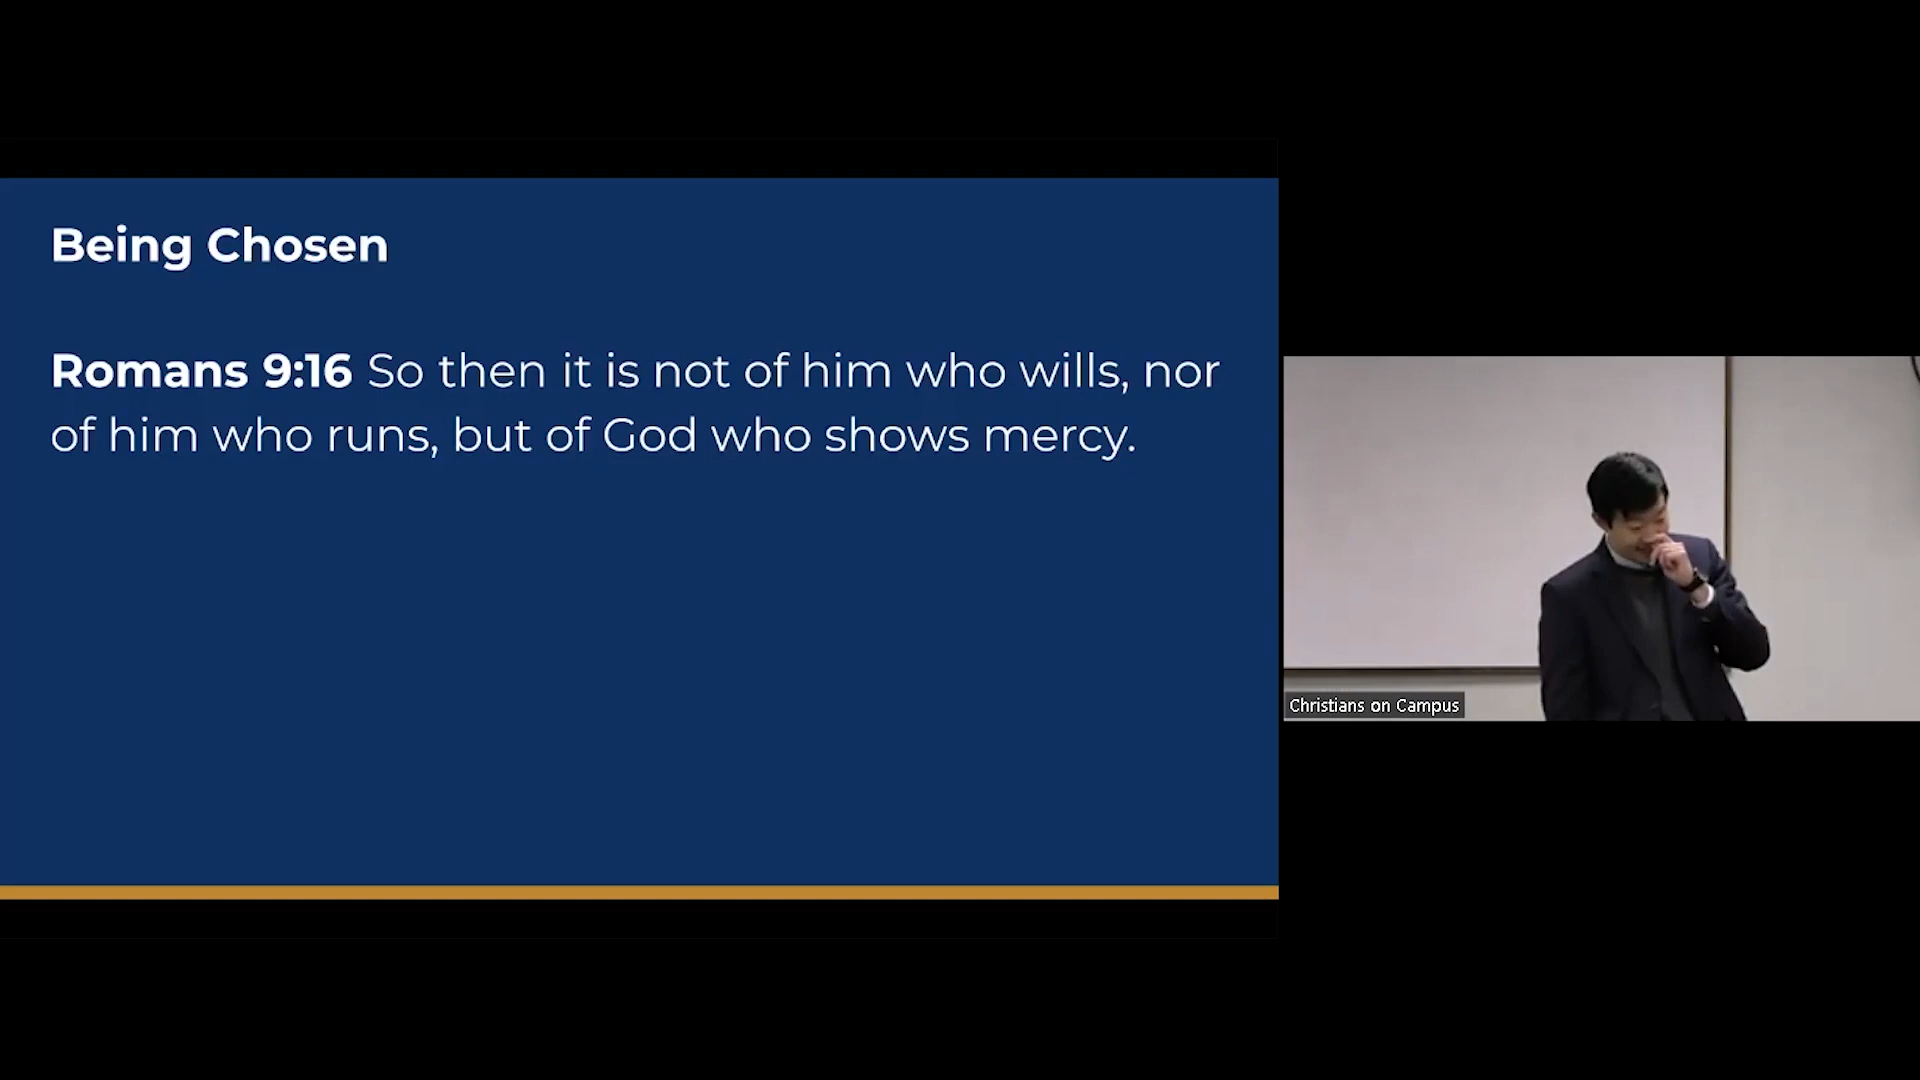 Being Chosen
Romans 9:16 So then it is not of him who wills, nor
of him who runs, but of God who shows mercy.
Christians on Campus